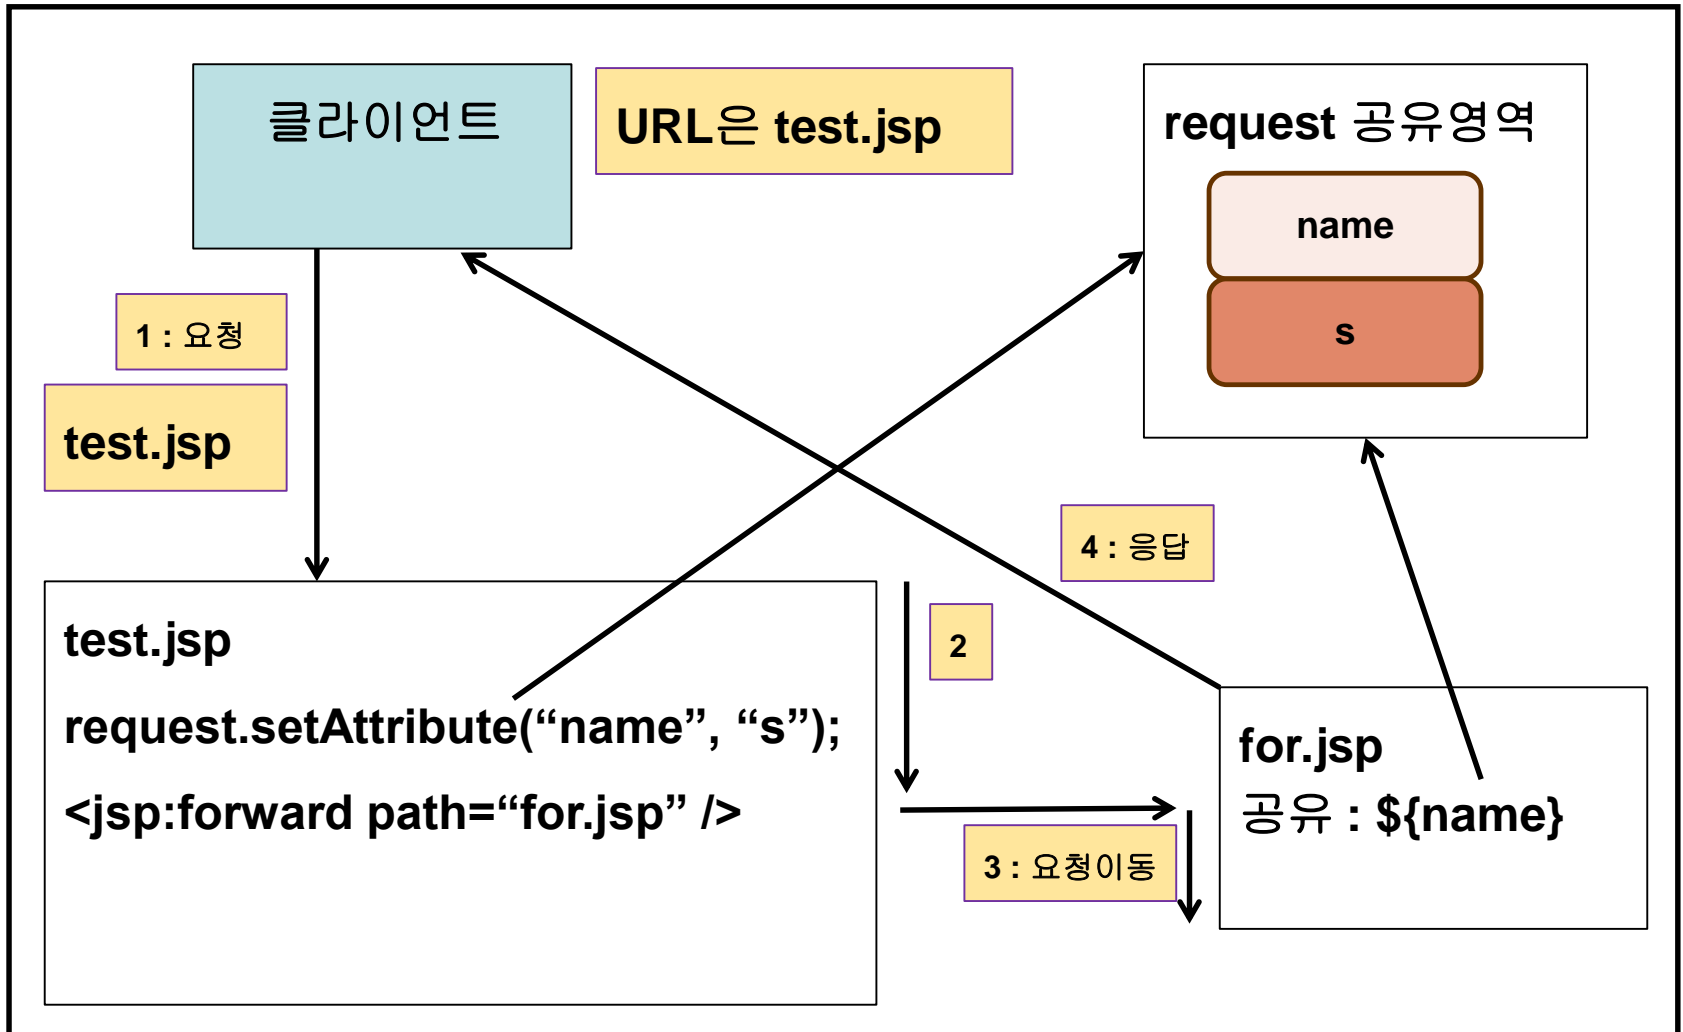 클라이언트
URL은 test.jsp
request 공유영역
name
s
1 : 요청
test.jsp
4 : 응답
test.jsp
request.setAttribute(“name”, “s”);
<jsp:forward path=“for.jsp” />
2
3 : 요청이동
for.jsp
공유 : ${name}